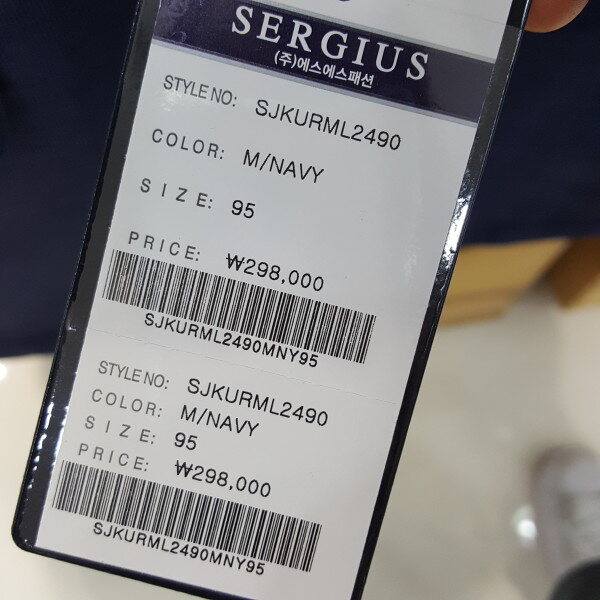 SERGIUS
(주)에스에스패션
STYLE NO: SJKURML2490
COLOR: M/NAVY
SIZE: 95
PRICE: ₩298,000
SJKURML2490MNY95
STYLE NO: SJKURML2490
COLOR: M/NAVY
SIZE: 95
PRICE: ₩298,000
SJKURML2490MNY95